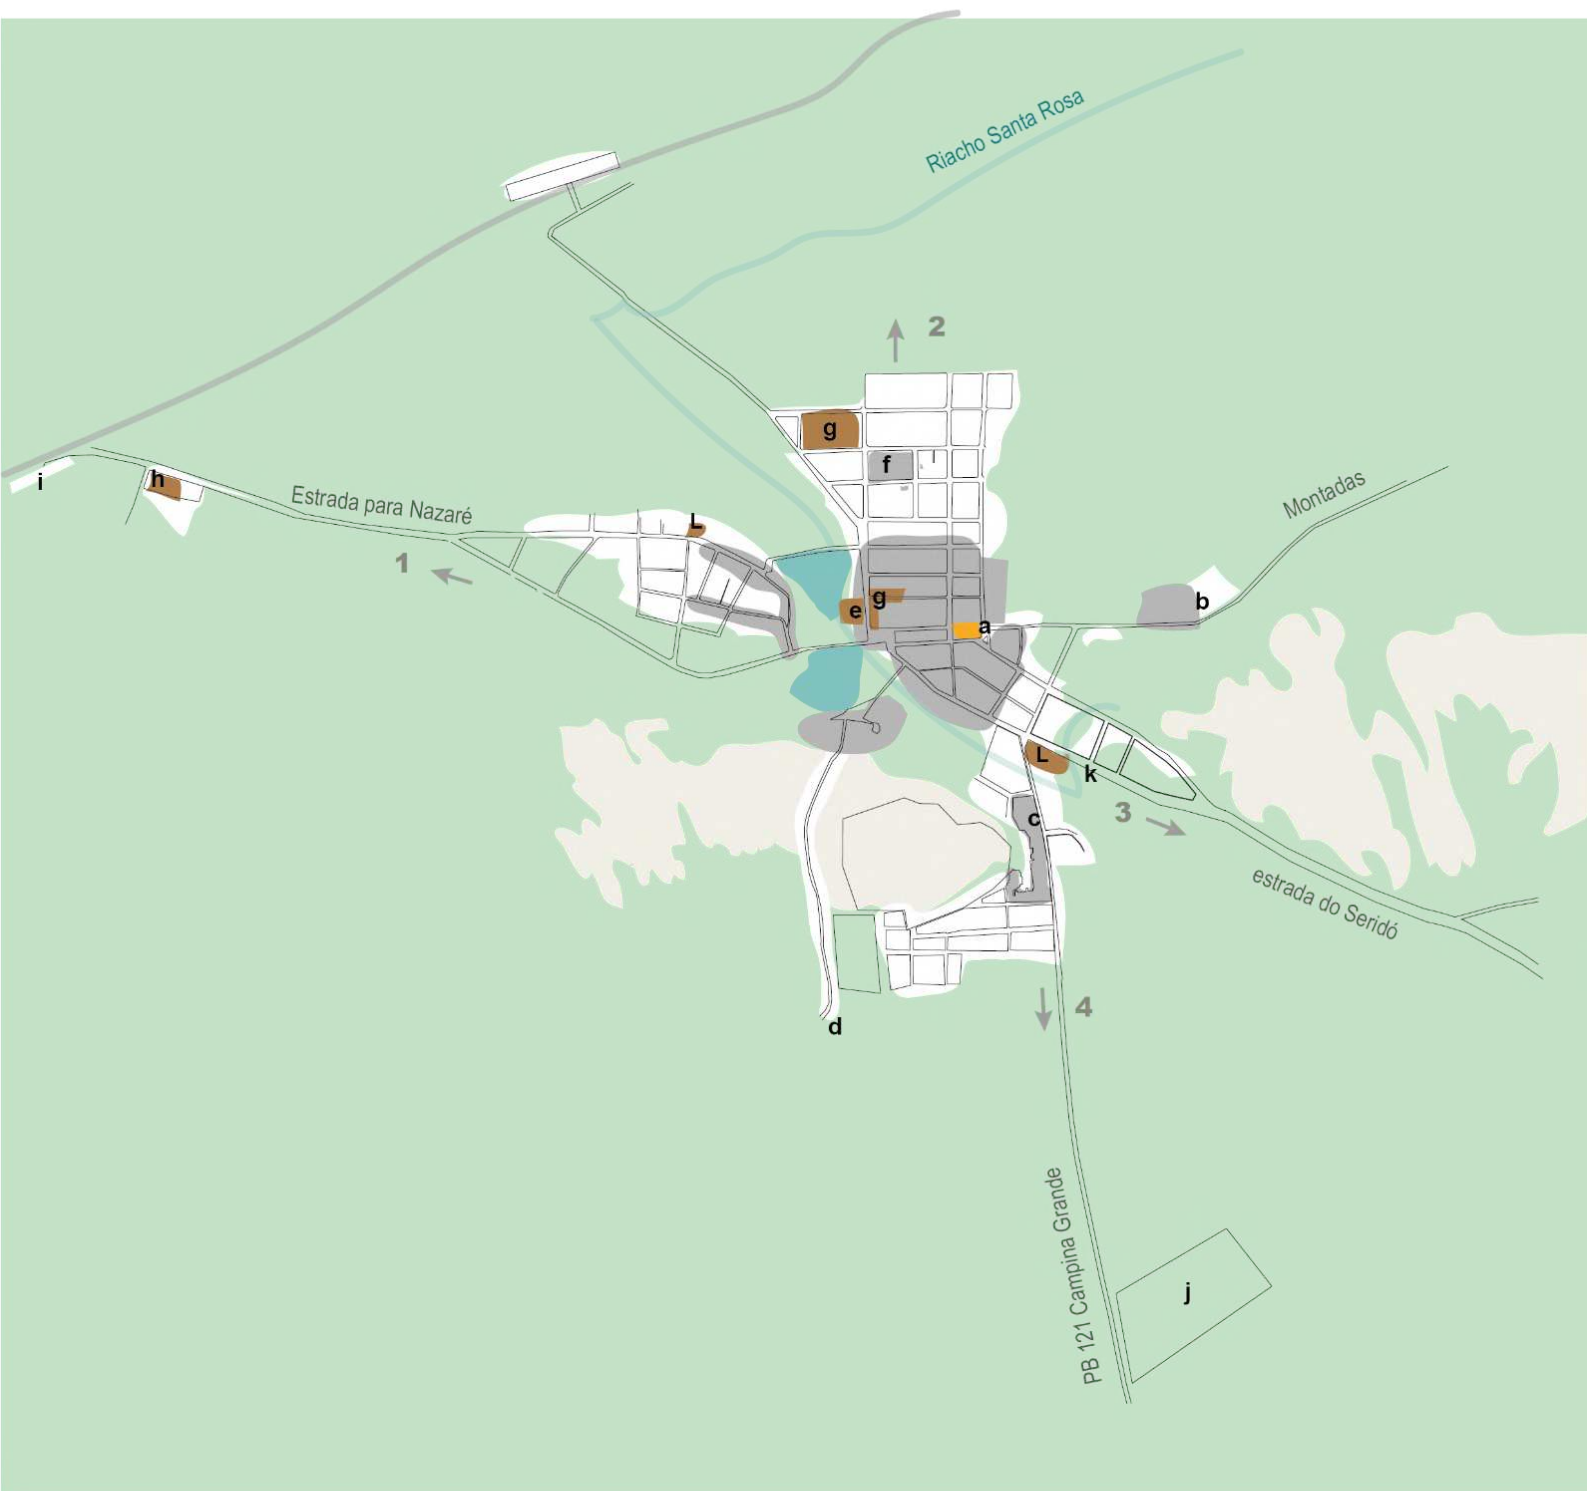 Riacho Santa Rosa
2
g
f
i
h
Estrada para Nazaré
L
Montadas
1
e
g
a
b
L
k
3
c
estrada do Seridó
d
4
PB 121 Campina Grande
j